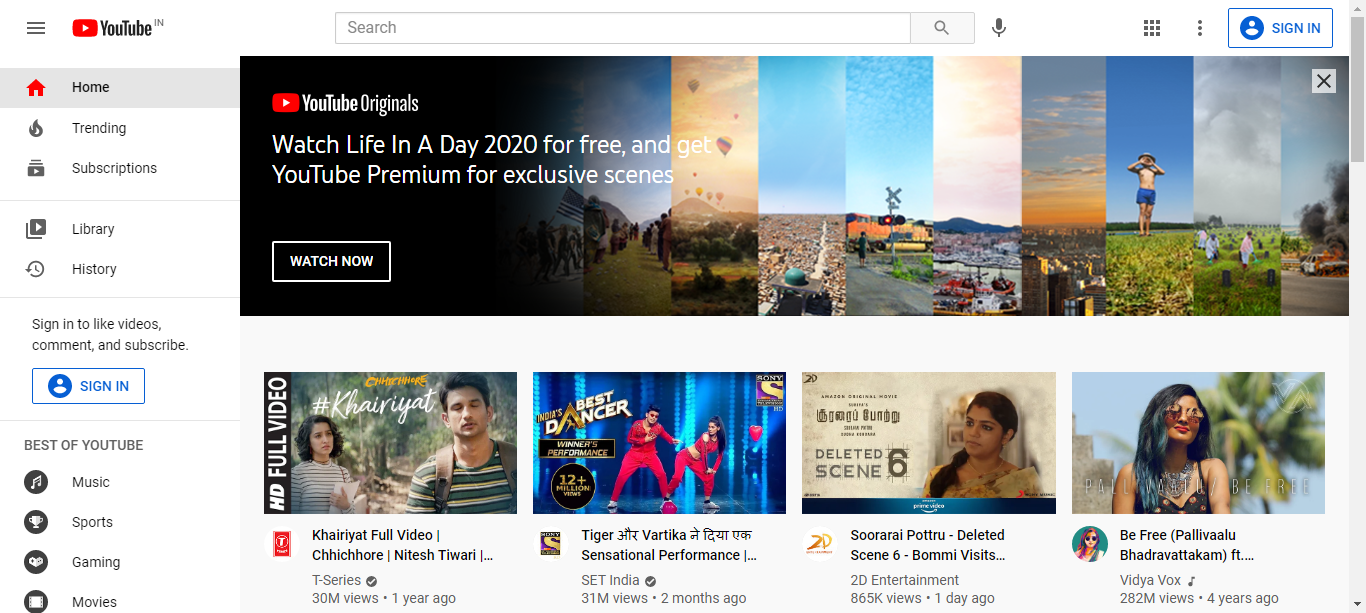 YouTube IN
Search
SIGN IN
Home
Trending
Subscriptions
Library
History
Sign in to like videos,
comment, and subscribe.
SIGN IN
BEST OF YOUTUBE
Music
Sports
Gaming
Movies
YouTube Originals
Watch Life In A Day 2020 for free, and get
YouTube Premium for exclusive scenes
WATCH NOW
HD FULL VIDEO
CHHICHHORE
#Khairiyat
INDIA'S
BEST
DANCER
WINNER'S
PERFORMANCE
12+
MILLION
VIEWS
SONY
HD
2D
AMAZON ORIGINAL MOVIE
சூரரைப் போற்று
DELETED
SCENE 6
prime video
SONY MUSIC
PALLIVAALU / BE FREE
Khairiyat Full Video |
Chhichhore | Nitesh Tiwari |...
T-Series
30M views • 1 year ago
SONY
Tiger और Vartika ने दिया एक
Sensational Performance |...
SET India
31M views • 2 months ago
2D
Soorarai Pottru - Deleted
Scene 6 - Bommi Visits...
2D Entertainment
865K views • 1 day ago
Be Free (Pallivaalu
Bhadravattakam) ft....
Vidya Vox
282M views • 4 years ago